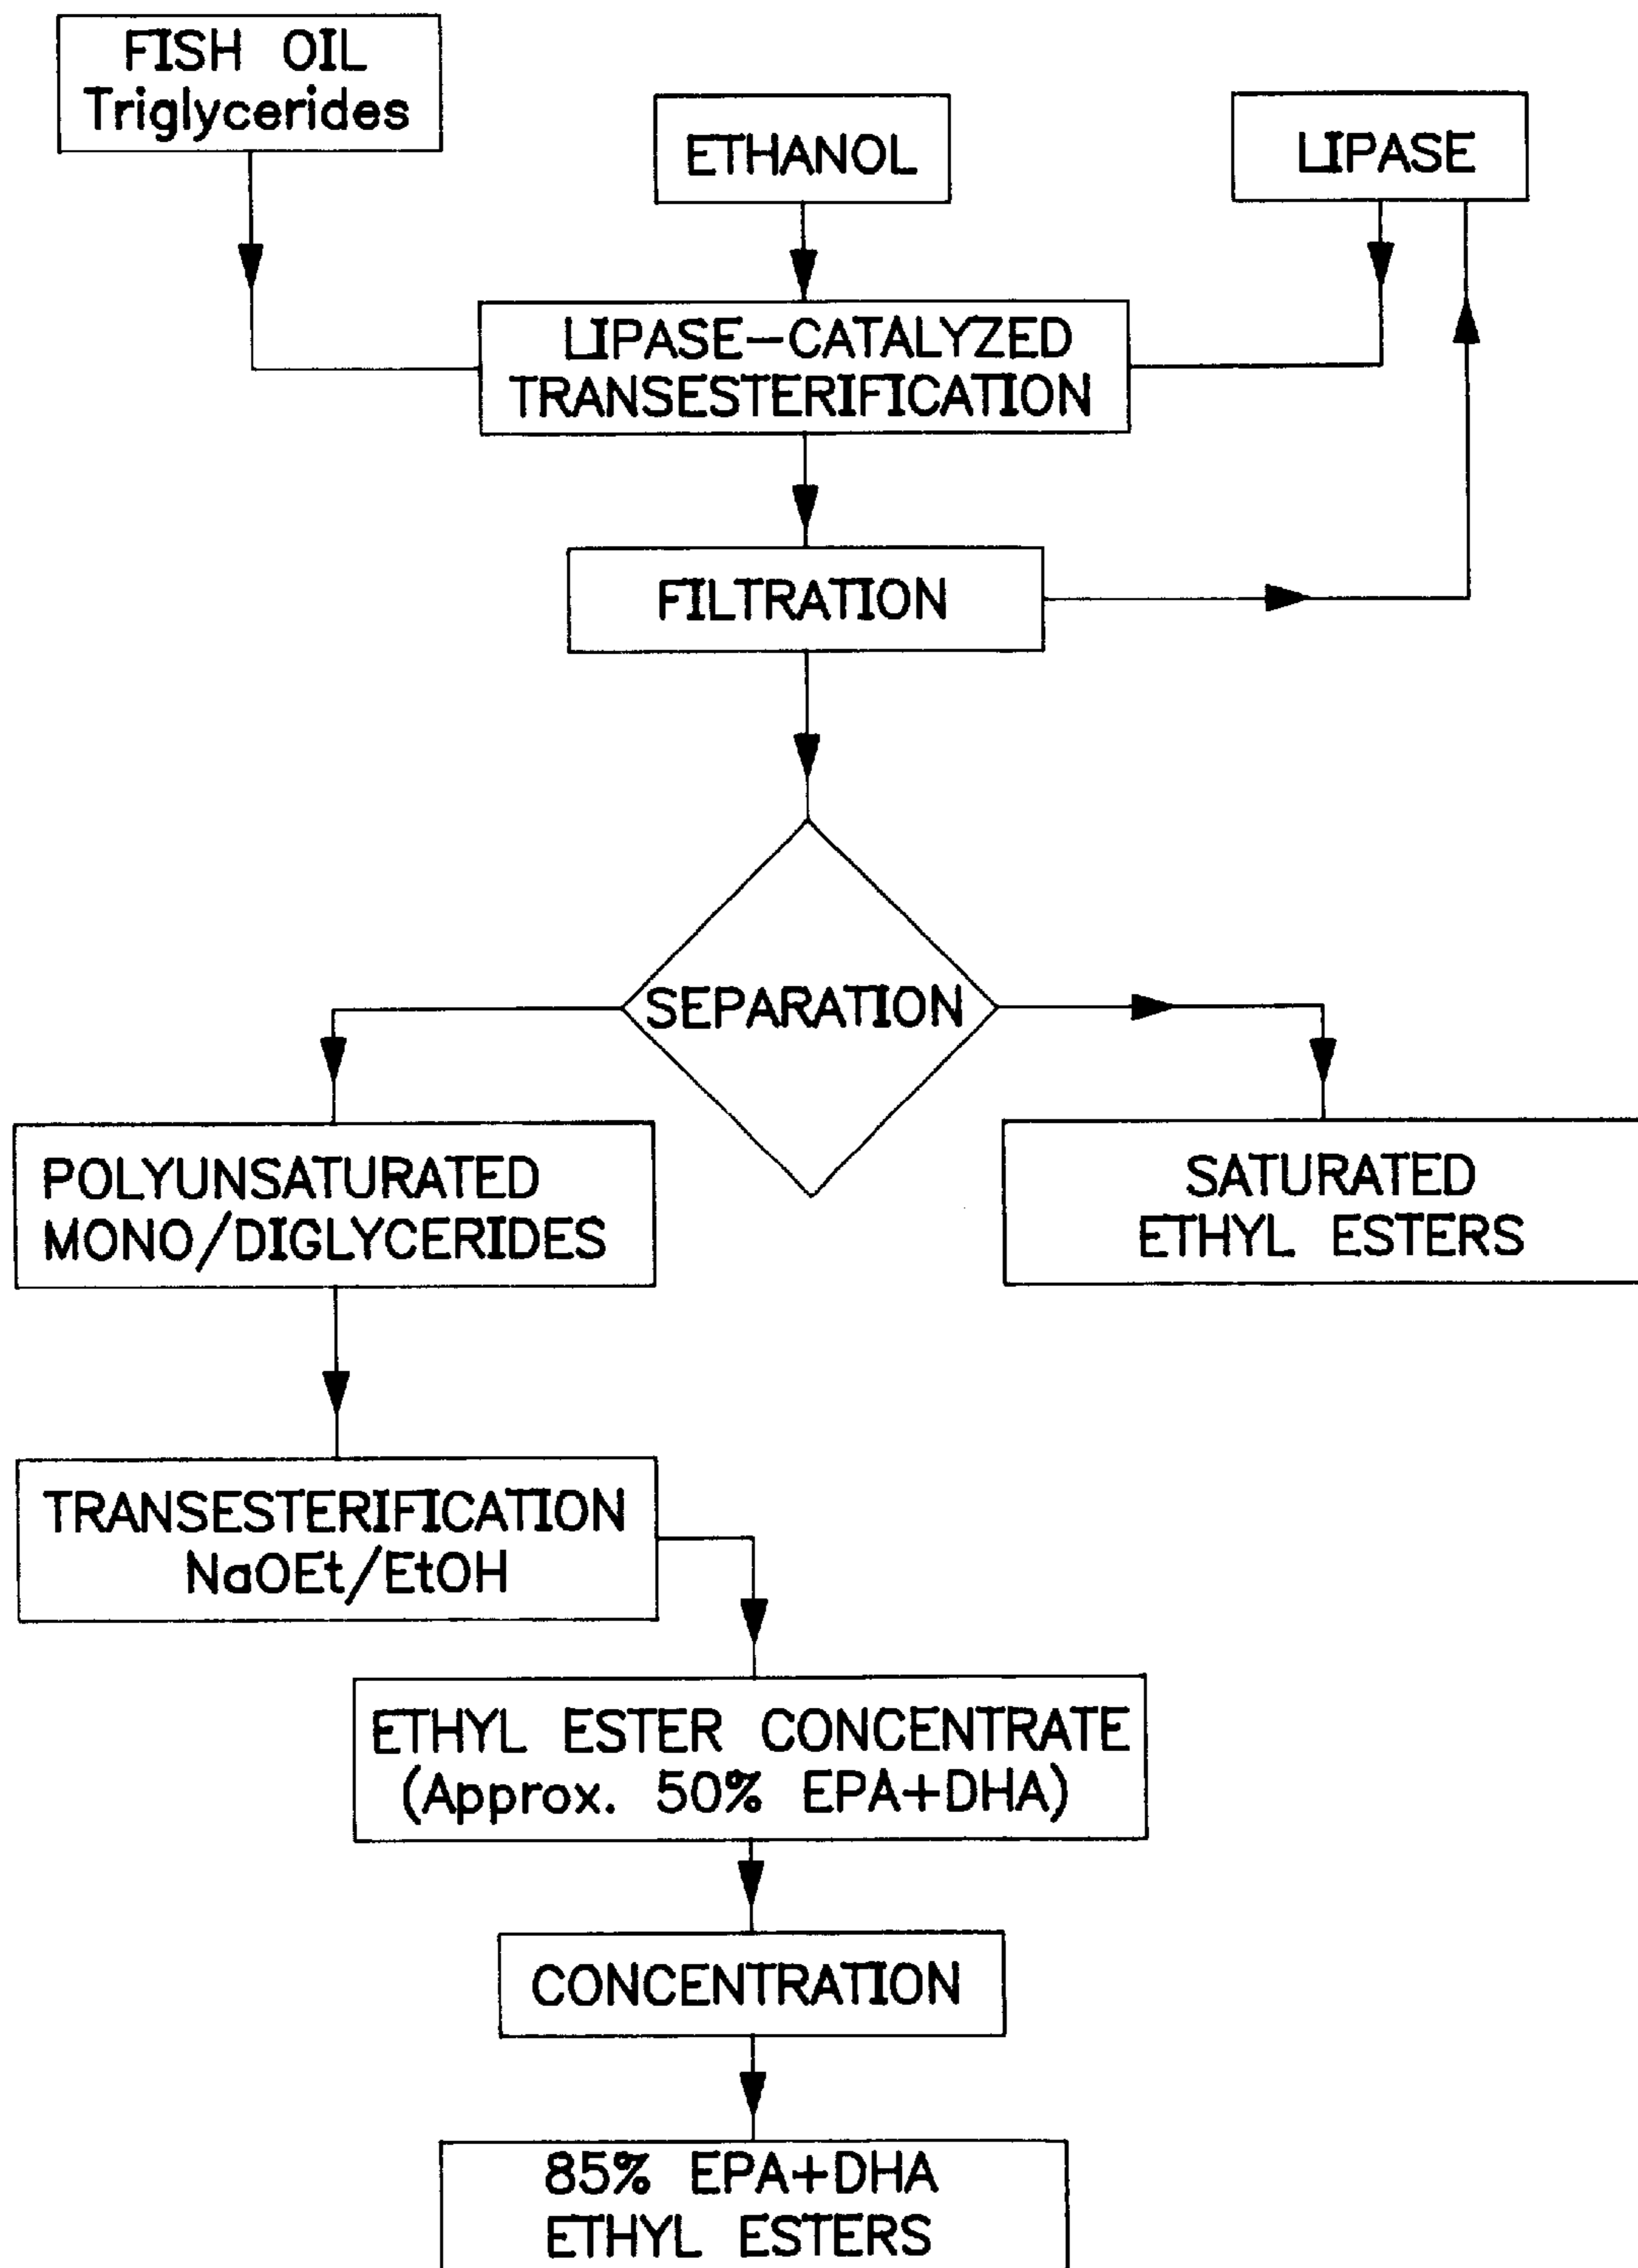 FISH OIL
Triglycerides
ETHANOL
LIPASE
LIPASE-CATALYZED
TRANSESTERIFICATION
FILTRATION
SEPARATION
POLYUNSATURATED
MONO/DIGLYCERIDES
SATURATED
ETHYL ESTERS
TRANSESTERIFICATION
NaOEt/EtOH
ETHYL ESTER CONCENTRATE
(Approx. 50% EPA+DHA)
CONCENTRATION
85% EPA+DHA
ETHYL ESTERS